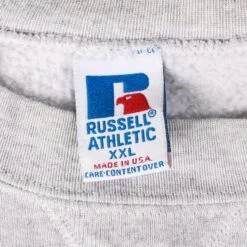 RUSSELL
ATHLETIC
XXL
MADE IN U.S.A.
CARE-CONTENT OVER